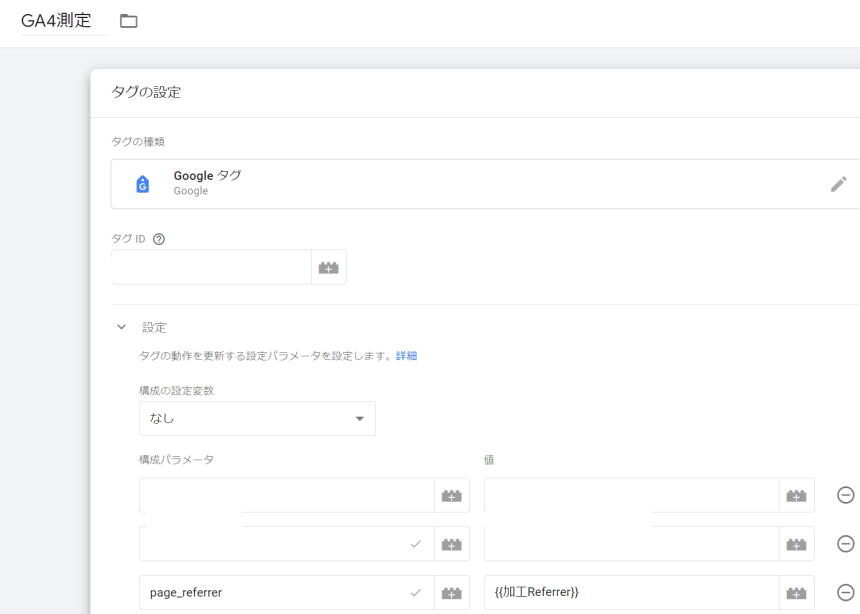 GA4測定
タグの設定
タグの種類
Google タグ
Google
タグ ID
設定
タグの動作を更新する設定パラメータを設定します。詳細
構成の設定変数
なし
構成パラメータ 値
page_referrer {{加工Referrer}}